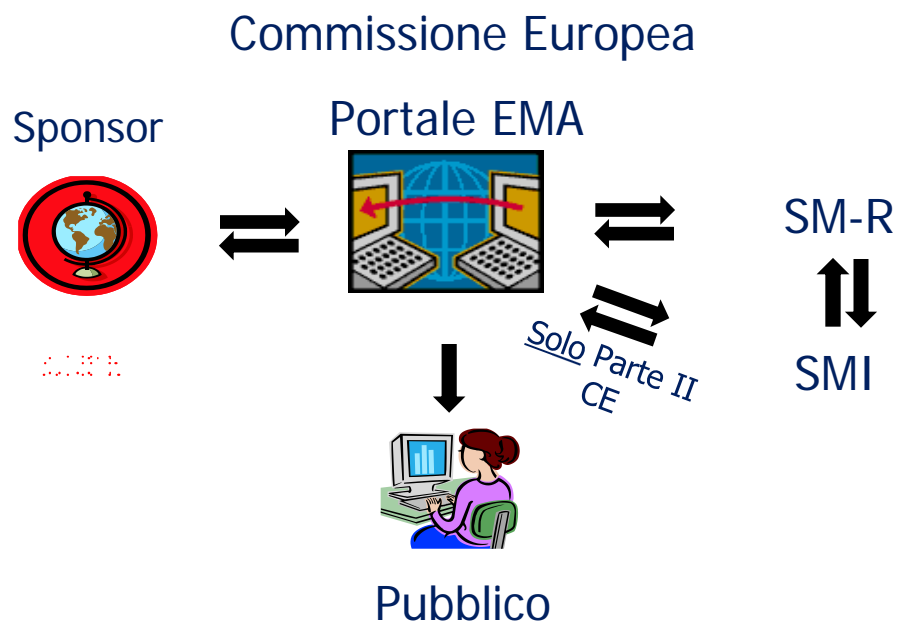 Commissione Europea
Sponsor
Portale EMA
SM-R
Solo Parte II
CE
SMI
Pubblico